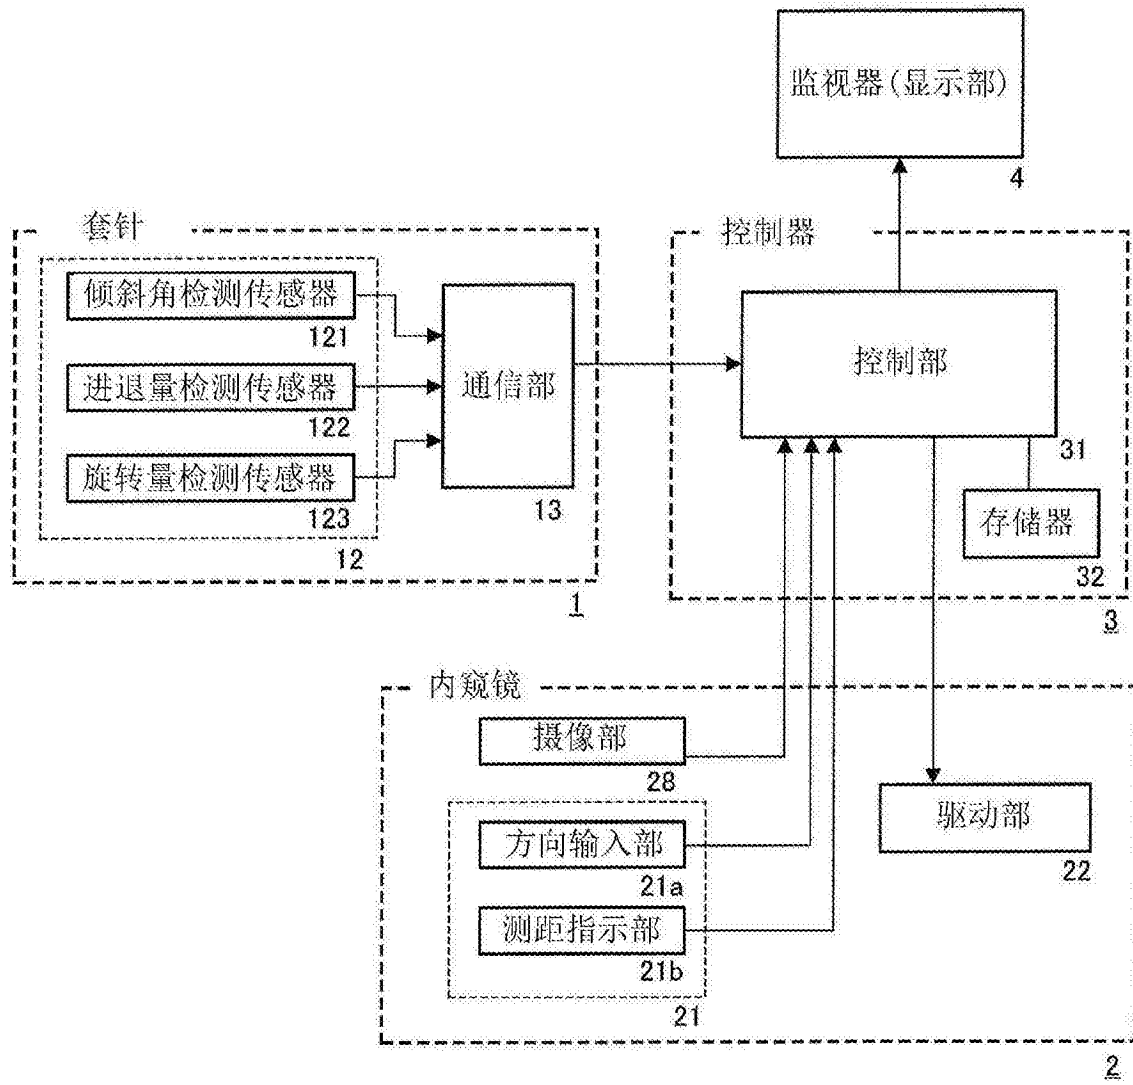 监视器(显示部)
4
套针
倾斜角检测传感器
121
进退量检测传感器
122
旋转量检测传感器
123
12
通信部
13
1
控制器
控制部
31
存储器
32
3
内窥镜
摄像部
28
方向输入部
21a
测距指示部
21b
21
驱动部
22
2